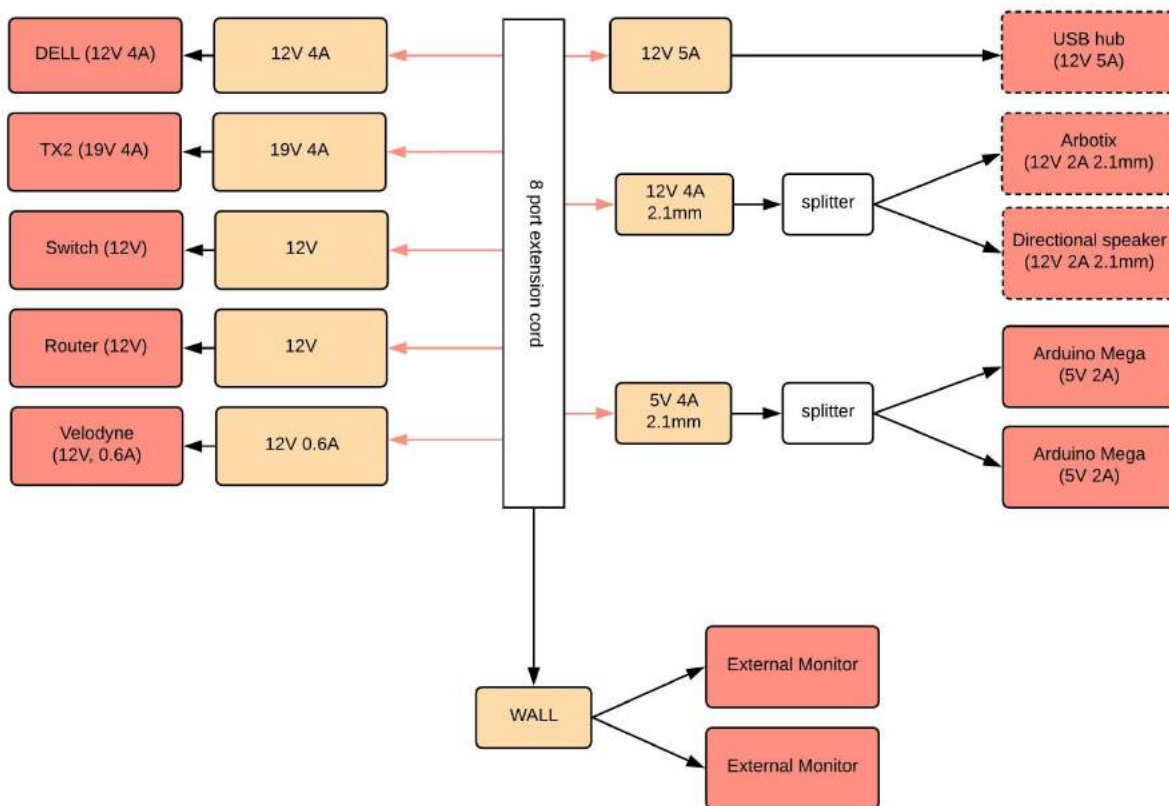 DELL (12V 4A)
12V 4A
TX2 (19V 4A)
19V 4A
Switch (12V)
12V
Router (12V)
12V
Velodyne
(12V, 0.6A)
12V 0.6A
8 port extension cord
12V 5A
USB hub
(12V 5A)
12V 4A
2.1mm
splitter
Arbotix
(12V 2A 2.1mm)
Directional speaker
(12V 2A 2.1mm)
5V 4A
2.1mm
splitter
Arduino Mega
(5V 2A)
Arduino Mega
(5V 2A)
WALL
External Monitor
External Monitor